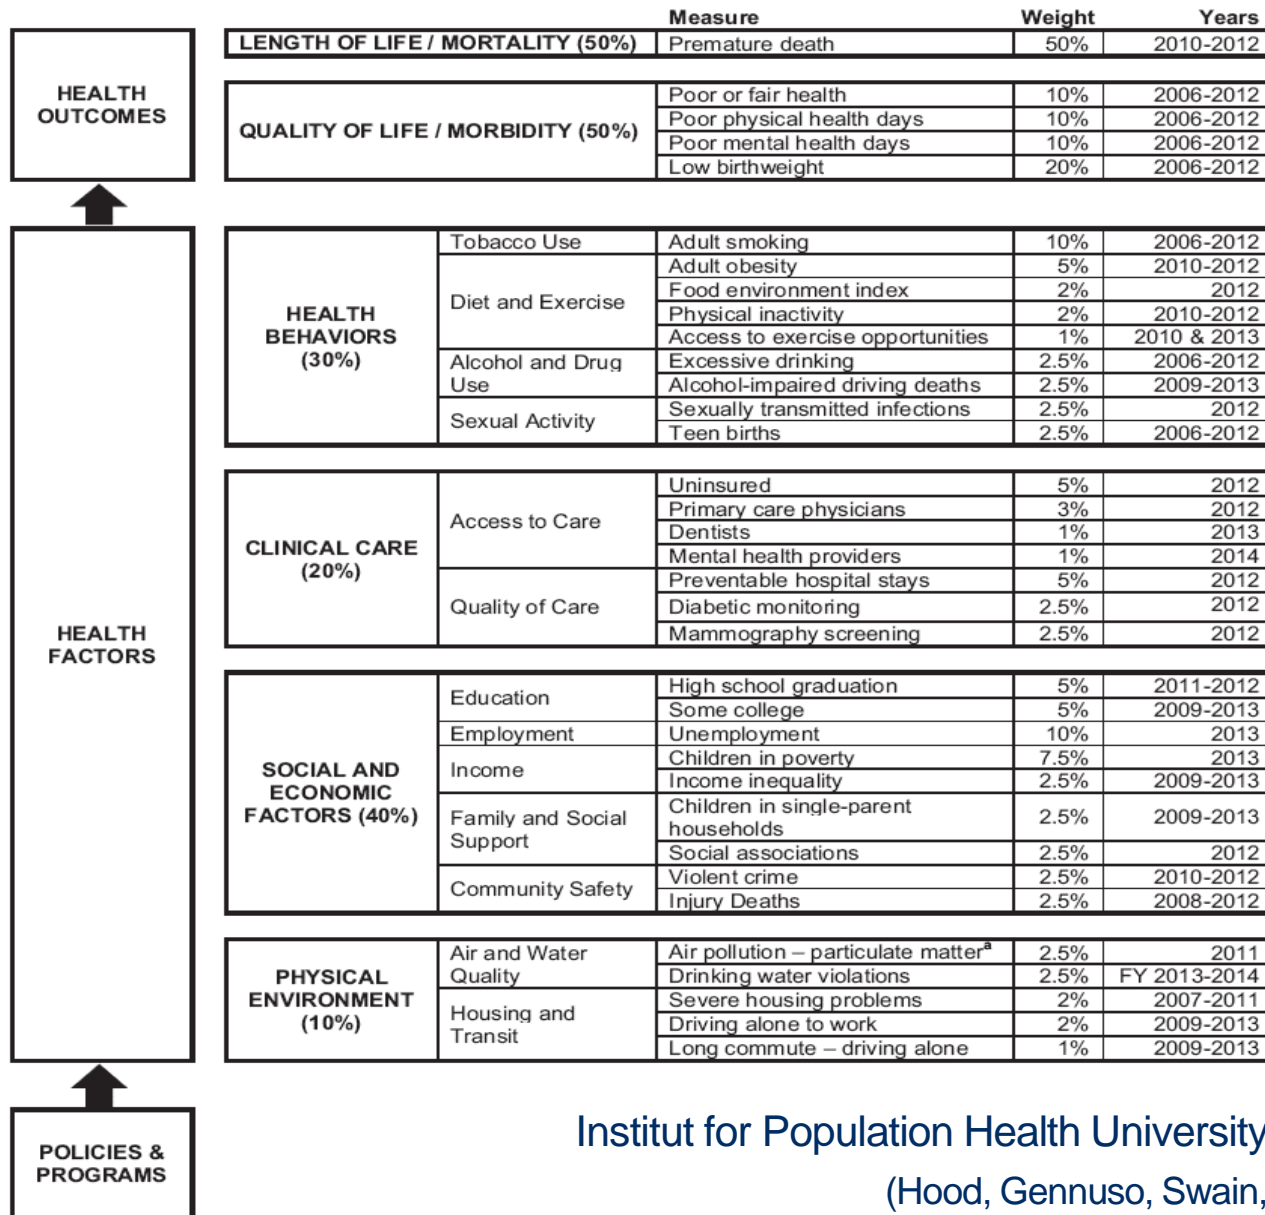 Measure Weight Years
LENGTH OF LIFE / MORTALITY (50%) Premature death 50% 2010-2012
HEALTH
OUTCOMES
QUALITY OF LIFE / MORBIDITY (50%)
Poor or fair health 10% 2006-2012
Poor physical health days 10% 2006-2012
Poor mental health days 10% 2006-2012
Low birthweight 20% 2006-2012
HEALTH
FACTORS
HEALTH
BEHAVIORS
(30%)
Tobacco Use Adult smoking 10% 2006-2012
Diet and Exercise
Adult obesity 5% 2010-2012
Food environment index 2% 2012
Physical inactivity 2% 2010-2012
Access to exercise opportunities 1% 2010 & 2013
Alcohol and Drug
Use
Excessive drinking 2.5% 2006-2012
Alcohol-impaired driving deaths 2.5% 2009-2013
Sexual Activity
Sexually transmitted infections 2.5% 2012
Teen births 2.5% 2006-2012
CLINICAL CARE
(20%)
Access to Care
Uninsured 5% 2012
Primary care physicians 3% 2012
Dentists 1% 2013
Mental health providers 1% 2014
Quality of Care
Preventable hospital stays 5% 2012
Diabetic monitoring 2.5% 2012
Mammography screening 2.5% 2012
SOCIAL AND
ECONOMIC
FACTORS (40%)
Education
High school graduation 5% 2011-2012
Some college 5% 2009-2013
Employment Unemployment 10% 2013
Income
Children in poverty 7.5% 2013
Income inequality 2.5% 2009-2013
Family and Social
Support
Children in single-parent
households 2.5% 2009-2013
Social associations 2.5% 2012
Community Safety
Violent crime 2.5% 2010-2012
Injury Deaths 2.5% 2008-2012
PHYSICAL
ENVIRONMENT
(10%)
Air and Water
Quality
Air pollution – particulate matterᵃ 2.5% 2011
Drinking water violations 2.5% FY 2013-2014
Housing and
Transit
Severe housing problems 2% 2007-2011
Driving alone to work 2% 2009-2013
Long commute – driving alone 1% 2009-2013
POLICIES &
PROGRAMS
Institut for Population Health University
(Hood, Gennuso, Swain,